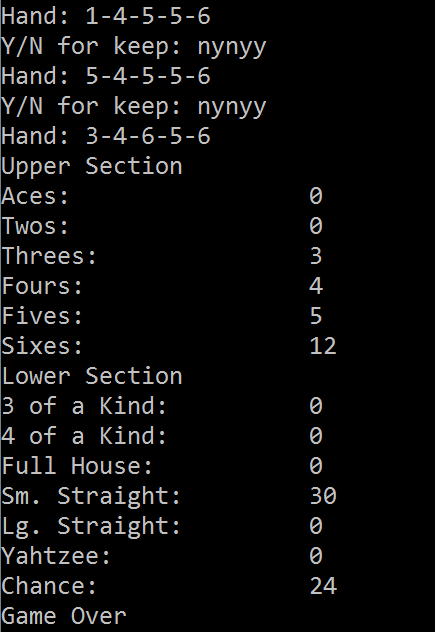 Hand: 1-4-5-5-6
Y/N for keep: nynyy
Hand: 5-4-5-5-6
Y/N for keep: nynyy
Hand: 3-4-6-5-6
Upper Section
Aces: 0
Twos: 0
Threes: 3
Fours: 4
Fives: 5
Sixes: 12
Lower Section
3 of a Kind: 0
4 of a Kind: 0
Full House: 0
Sm. Straight: 30
Lg. Straight: 0
Yahtzee: 0
Chance: 24
Game Over